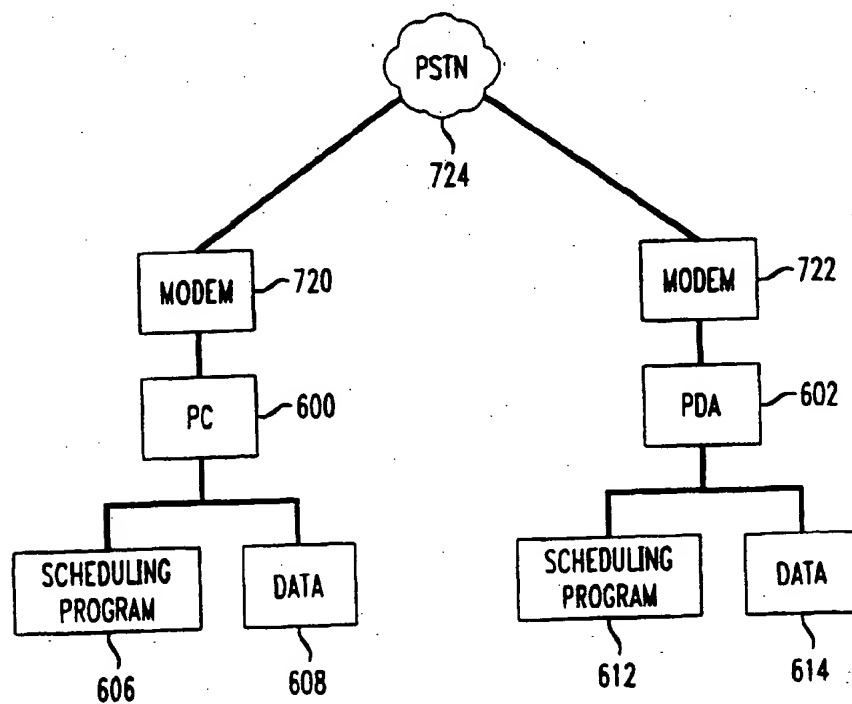 PSTN
724
MODEM
720
MODEM
722
PC
600
PDA
602
SCHEDULING
PROGRAM
606
DATA
608
SCHEDULING
PROGRAM
612
DATA
614